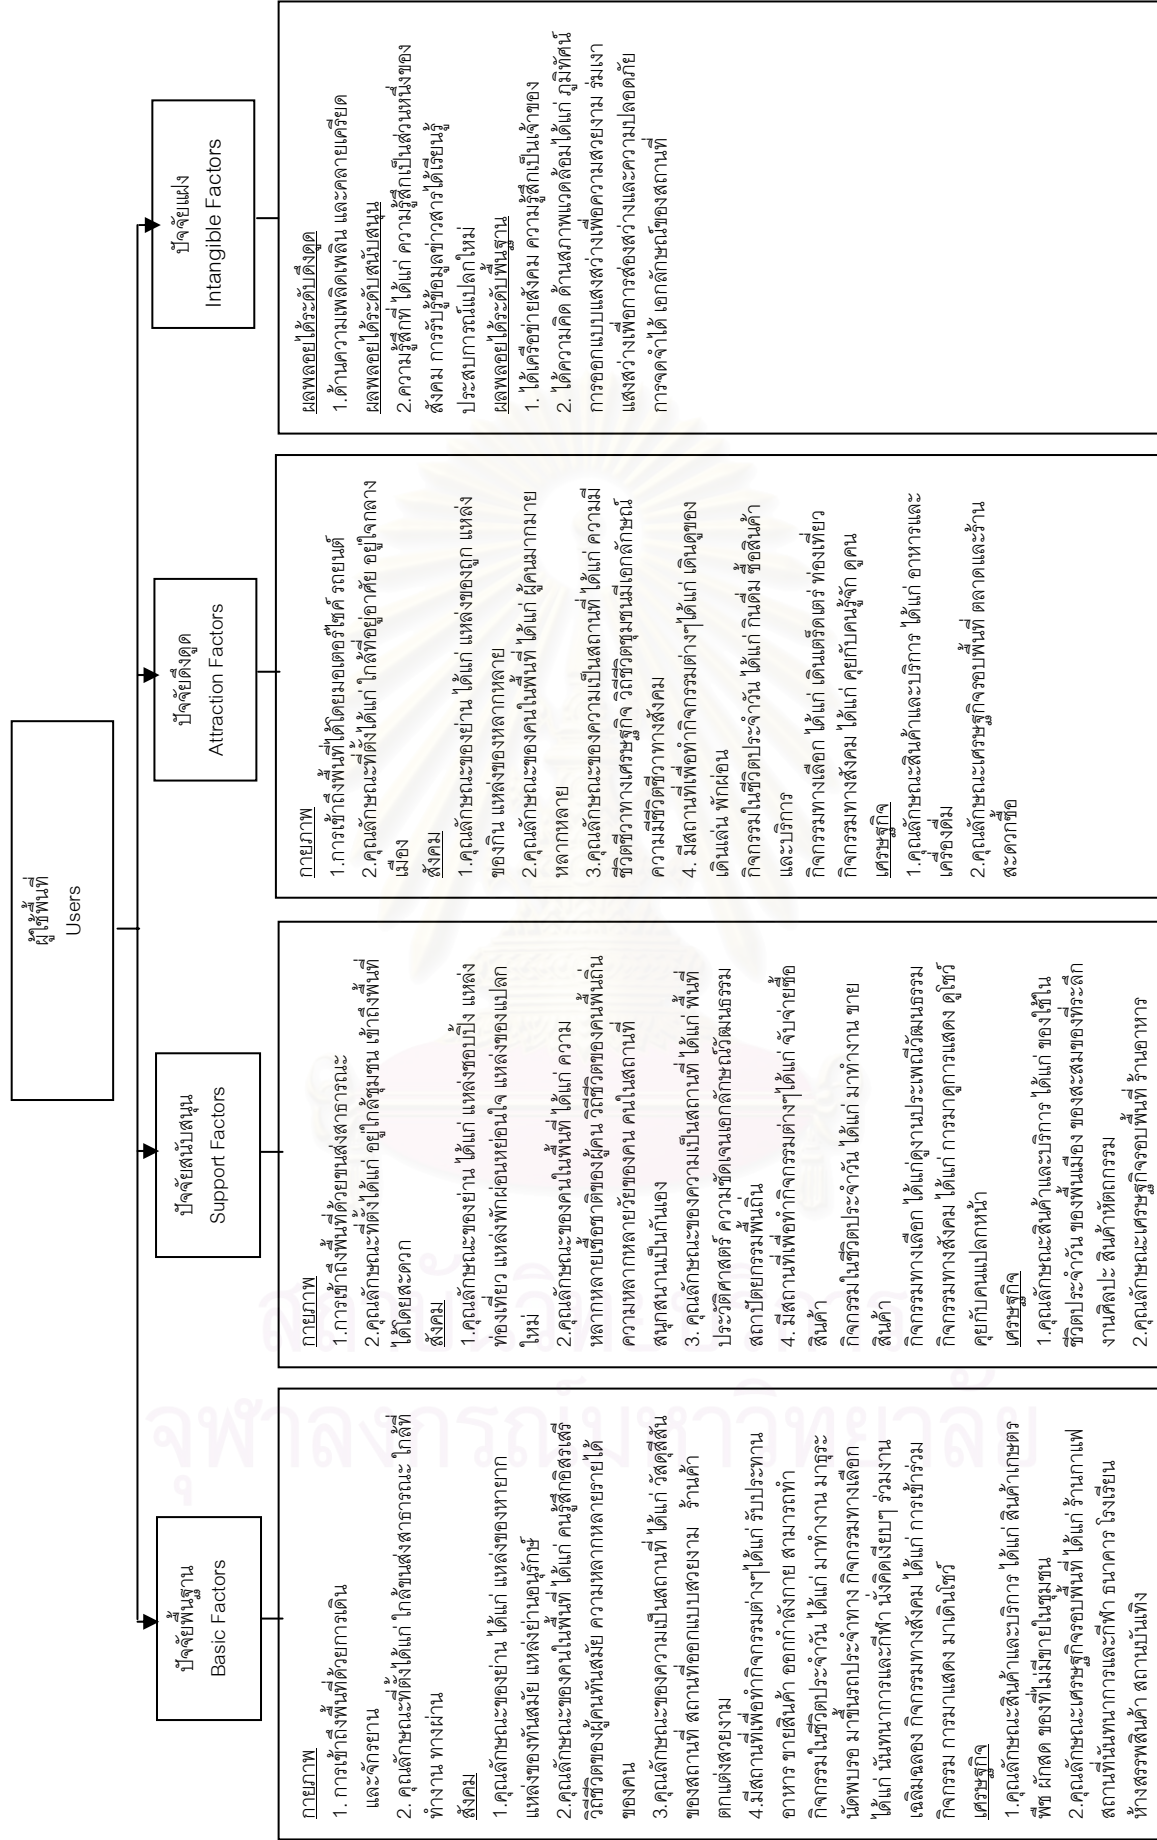 ผู้ใช้พื้นที่
Users
ปัจจัยพื้นฐาน
Basic Factors
กายภาพ
1. การเข้าถึงพื้นที่ด้วยการเดิน
และจักรยาน
2. คุณลักษณะที่ตั้งได้แก่ ใกล้ขนส่งสาธารณะ ใกล้ที่
ทำงาน ทางผ่าน
สังคม
1.คุณลักษณะของย่าน ได้แก่ แหล่งของหายาก
แหล่งของทันสมัย แหล่งย่านอนุรักษ์
2.คุณลักษณะของคนในพื้นที่ ได้แก่ คนรู้สึกอิสรเสรี
วิถีชีวิตของผู้คนทันสมัย ความหลากหลายรายได้
ของคน
3.คุณลักษณะของความเป็นสถานที่ ได้แก่ วัสดุสีสัน
ของสถานที่ สถานที่ออกแบบสวยงาม ร้านค้า
ตกแต่งสวยงาม
4.มีสถานที่เพื่อทำกิจกรรมต่างๆได้แก่ รับประทาน
อาหาร ขายสินค้า ออกกำลังกาย สามารถทำ
กิจกรรมในชีวิตประจำวัน ได้แก่ มาทำงาน มาธุระ
นัดพบรอ มาขึ้นรถประจำทาง กิจกรรมทางเลือก
ได้แก่ นันทนาการและกีฬา นั่งคิดเงียบๆ ร่วมงาน
เฉลิมฉลอง กิจกรรมทางสังคม ได้แก่ การเข้าร่วม
กิจกรรม การมาแสดง มาเดินโชว์
เศรษฐกิจ
1.คุณลักษณะสินค้าและบริการ ได้แก่ สินค้าเกษตร
พืช ผักสด ของที่ไม่มีขายในชุมชน
2.คุณลักษณะเศรษฐกิจรอบพื้นที่ ได้แก่ ร้านกาแฟ
สถานที่นันทนาการและกีฬา ธนาคาร โรงเรียน
ห้างสรรพสินค้า สถานบันเทิง
ปัจจัยสนับสนุน
Support Factors
กายภาพ
1.การเข้าถึงพื้นที่ด้วยขนส่งสาธารณะ
2.คุณลักษณะที่ตั้งได้แก่ อยู่ใกล้ชุมชน เข้าถึงพื้นที่
ได้โดยสะดวก
สังคม
1.คุณลักษณะของย่าน ได้แก่ แหล่งชอบปิ้ง แหล่ง
ท่องเที่ยว แหล่งพักผ่อนหย่อนใจ แหล่งของแปลก
ใหม่
2.คุณลักษณะของคนในพื้นที่ ได้แก่ ความ
หลากหลายเชื้อชาติของผู้คน วิถีชีวิตของคนพื้นถิ่น
ความหลากหลายวัยของคน คนในสถานที่
สนุกสนานเป็นกันเอง
3. คุณลักษณะของความเป็นสถานที่ ได้แก่ พื้นที่
ประวัติศาสตร์ ความชัดเจนเอกลักษณ์วัฒนธรรม
สถาปัตยกรรมพื้นถิ่น
4. มีสถานที่เพื่อทำกิจกรรมต่างๆได้แก่ จับจ่ายซื้อ
สินค้า
กิจกรรมในชีวิตประจำวัน ได้แก่ มาทำงาน ขาย
สินค้า
กิจกรรมทางเลือก ได้แก่ดูงานประเพณีวัฒนธรรม
กิจกรรมทางสังคม ได้แก่ การมาดูการแสดง ดูโชว์
คุยกับคนแปลกหน้า
เศรษฐกิจ
1.คุณลักษณะสินค้าและบริการ ได้แก่ ของใช้ใน
ชีวิตประจำวัน ของพื้นเมือง ของสะสมของที่ระลึก
งานศิลปะ สินค้าหัตถกรรม
2.คุณลักษณะเศรษฐกิจรอบพื้นที่ ร้านอาหาร
ปัจจัยดึงดูด
Attraction Factors
กายภาพ
1.การเข้าถึงพื้นที่ได้โดยมอเตอร์ไซค์ รถยนต์
2.คุณลักษณะที่ตั้งได้แก่ ใกล้ที่อยู่อาศัย อยู่ใจกลาง
เมือง
สังคม
1.คุณลักษณะของย่าน ได้แก่ แหล่งของถูก แหล่ง
ของกิน แหล่งของหลากหลาย
2.คุณลักษณะของคนในพื้นที่ ได้แก่ ผู้คนมากมาย
หลากหลาย
3.คุณลักษณะของความเป็นสถานที่ ได้แก่ ความมี
ชีวิตชีวาทางเศรษฐกิจ วิถีชีวิตชุมชนมีเอกลักษณ์
ความมีชีวิตชีวาทางสังคม
4. มีสถานที่เพื่อทำกิจกรรมต่างๆได้แก่ เดินดูของ
เดินเล่น พักผ่อน
กิจกรรมในชีวิตประจำวัน ได้แก่ กินดื่ม ซื้อสินค้า
และบริการ
กิจกรรมทางเลือก ได้แก่ เดินเตร็ดเตร่ ท่องเที่ยว
กิจกรรมทางสังคม ได้แก่ คุยกับคนรู้จัก ดูคน
เศรษฐกิจ
1.คุณลักษณะสินค้าและบริการ ได้แก่ อาหารและ
เครื่องดื่ม
2.คุณลักษณะเศรษฐกิจรอบพื้นที่ ตลาดและร้าน
สะดวกซื้อ
ปัจจัยแฝง
Intangible Factors
ผลพลอยได้ระดับดึงดูด
1.ด้านความเพลิดเพลิน และคลายเครียด
ผลพลอยได้ระดับสนับสนุน
2.ความรู้สึกที่ ได้แก่ ความรู้สึกเป็นส่วนหนึ่งของ
สังคม การรับรู้ข้อมูลข่าวสารได้เรียนรู้
ประสบการณ์แปลกใหม่
ผลพลอยได้ระดับพื้นฐาน
1. ได้เครือข่ายสังคม ความรู้สึกเป็นเจ้าของ
2. ได้ความคิด ด้านสภาพแวดล้อมได้แก่ ภูมิทัศน์
การออกแบบแสงสว่างเพื่อความสวยงาม ร่มเงา
แสงสว่างเพื่อการส่องสว่างและความปลอดภัย
การจดจำได้ เอกลักษณ์ของสถานที่
สถาบันวิทยบริการ
จุฬาลงกรณ์มหาวิทยาลัย